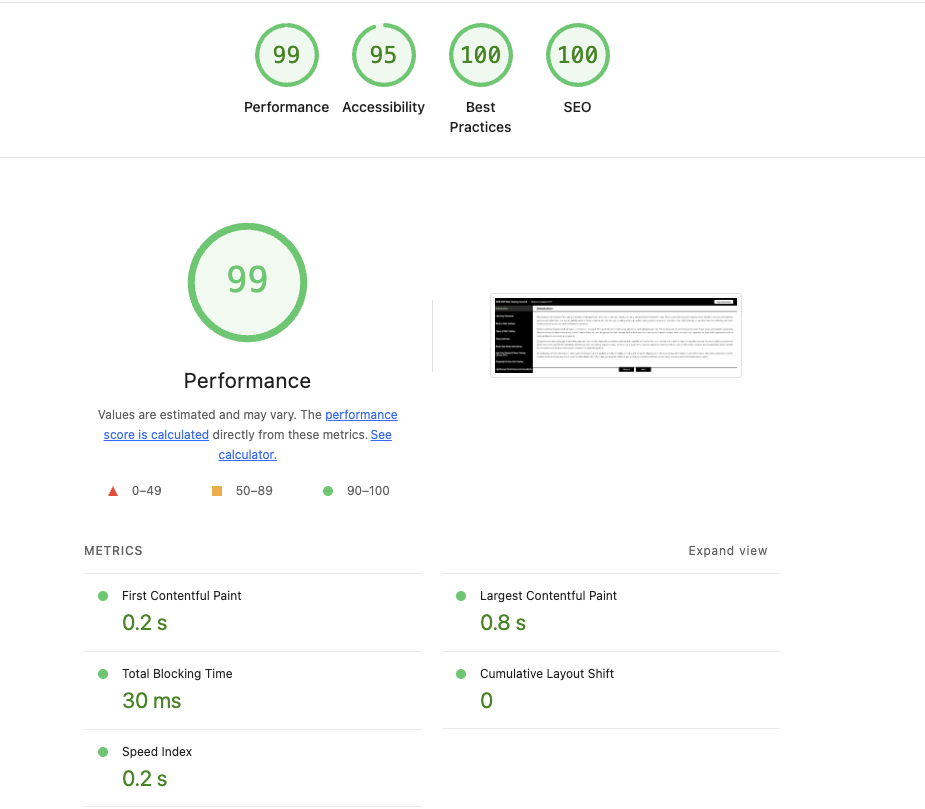 99
95
100
100
Performance
Accessibility
Best
Practices
SEO
99
Performance
Values are estimated and may vary. The performance
score is calculated directly from these metrics. See
calculator.
0–49
50–89
90–100
METRICS
Expand view
First Contentful Paint
0.2 s
Largest Contentful Paint
0.8 s
Total Blocking Time
30 ms
Cumulative Layout Shift
0
Speed Index
0.2 s